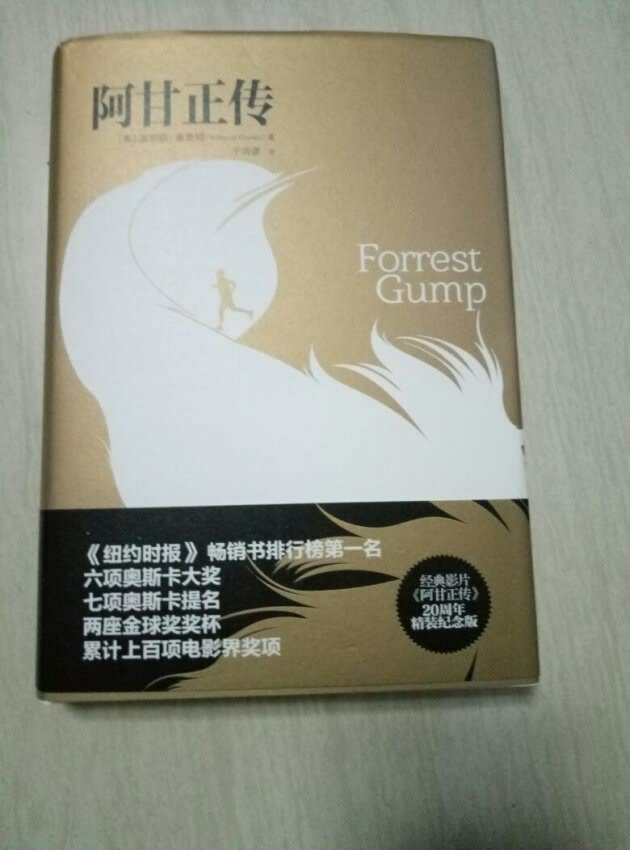 阿甘正传
Forrest
Gump
《纽约时报》畅销书排行榜第一名
六项奥斯卡大奖
七项奥斯卡提名
两座金球奖奖杯
累计上百项电影界奖项
经典影片
《阿甘正传》
20周年
精装纪念版